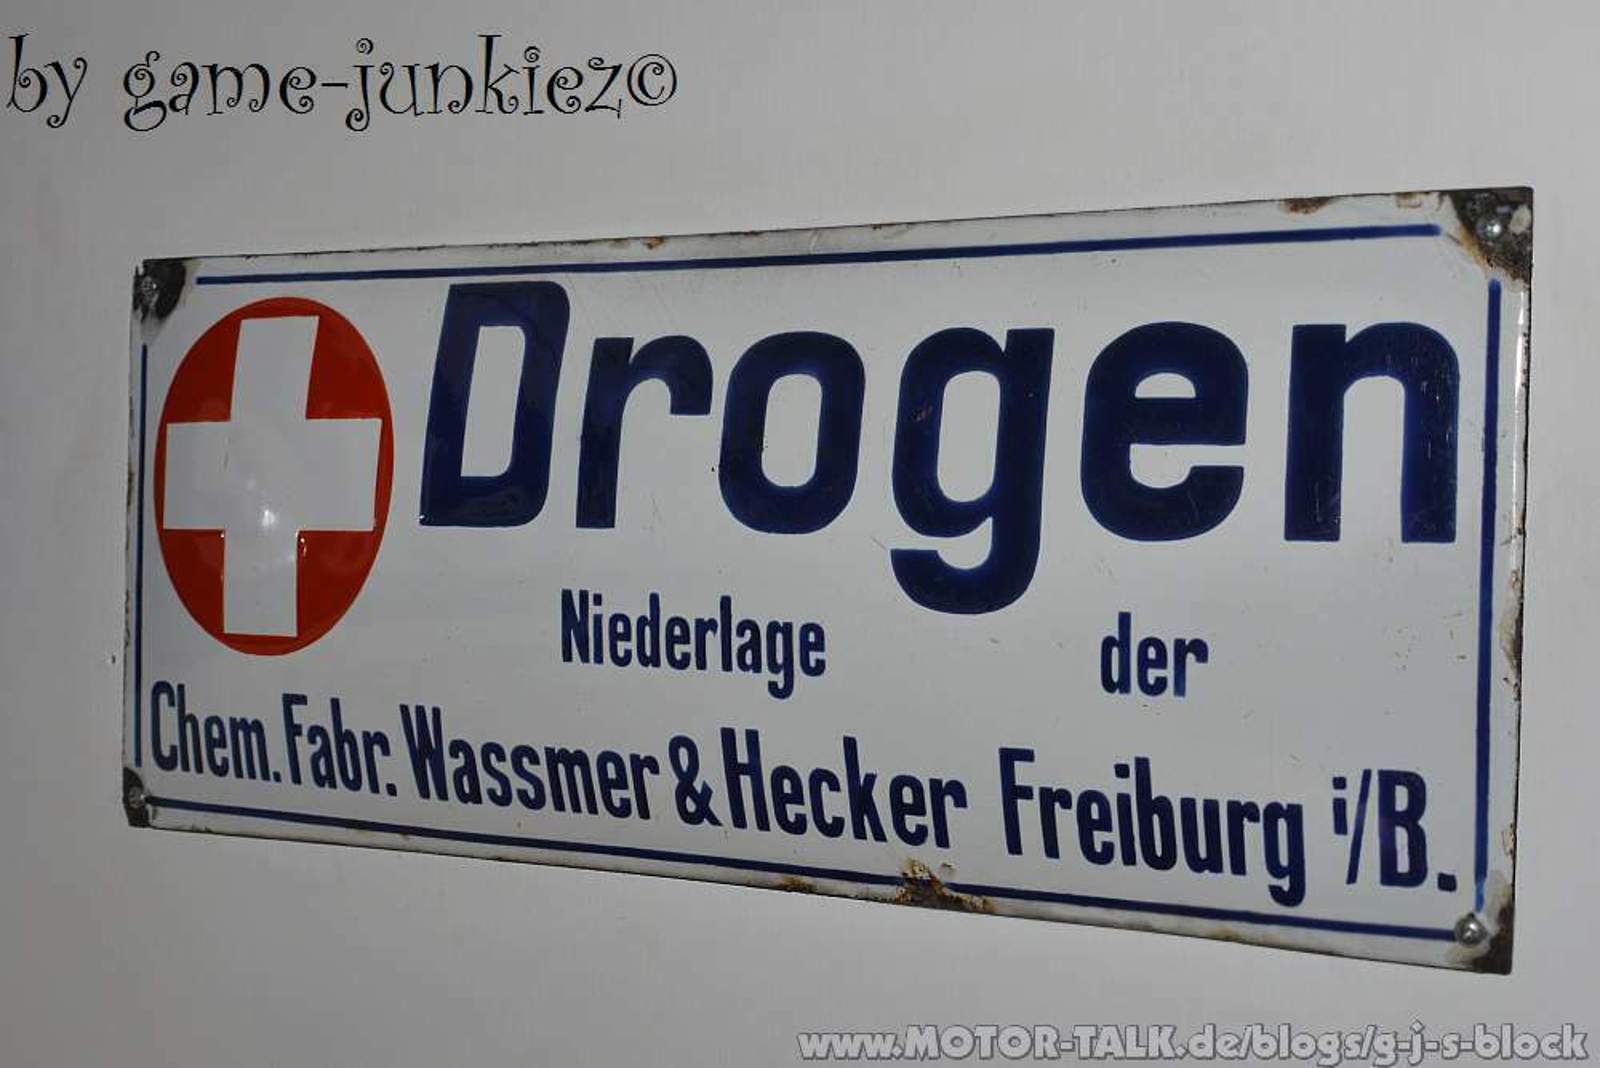 by game-junkiez©
Drogen
Niederlage der
Chem. Fabr. Wassmer & Hecker Freiburg i/B.
www.MOTOR-TALK.de/blogs/g-j-s-block